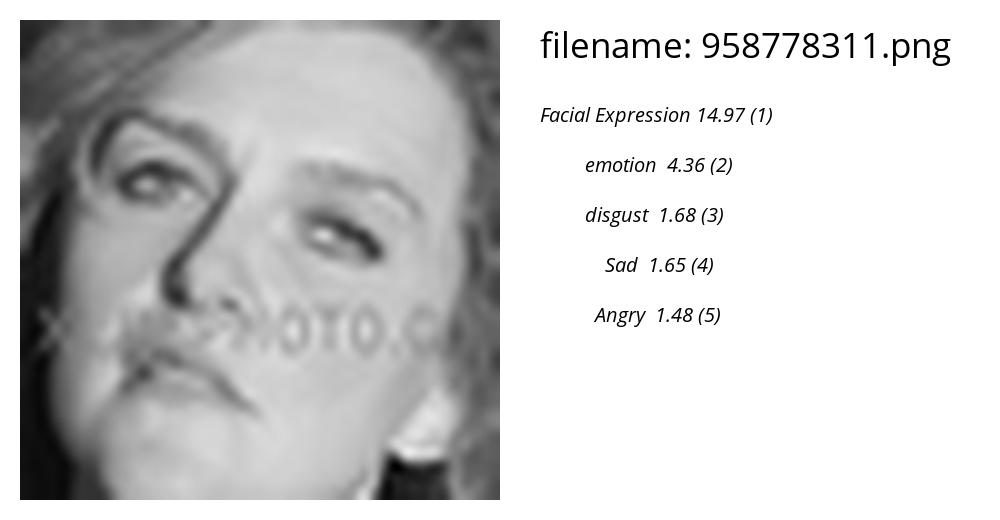 filename: 958778311.png
Facial Expression 14.97 (1)
emotion 4.36 (2)
disgust 1.68 (3)
Sad 1.65 (4)
Angry 1.48 (5)